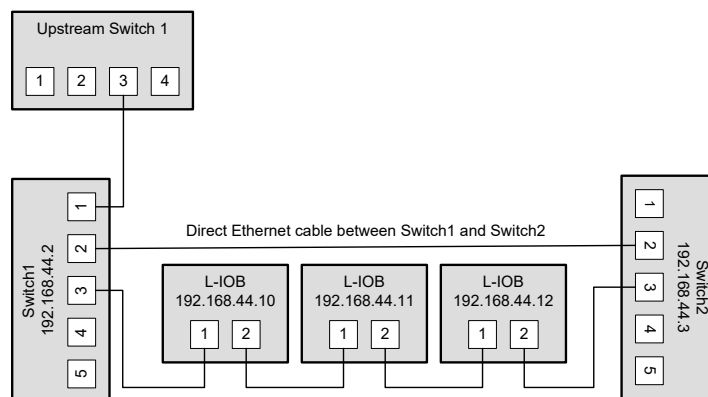 Upstream Switch 1
1 2 3 4
Switch1
192.168.44.2
1
2
3
4
5
Direct Ethernet cable between Switch1 and Switch2
L-IOB
192.168.44.10
1 2
L-IOB
192.168.44.11
1 2
L-IOB
192.168.44.12
1 2
Switch2
192.168.44.3
1
2
3
4
5